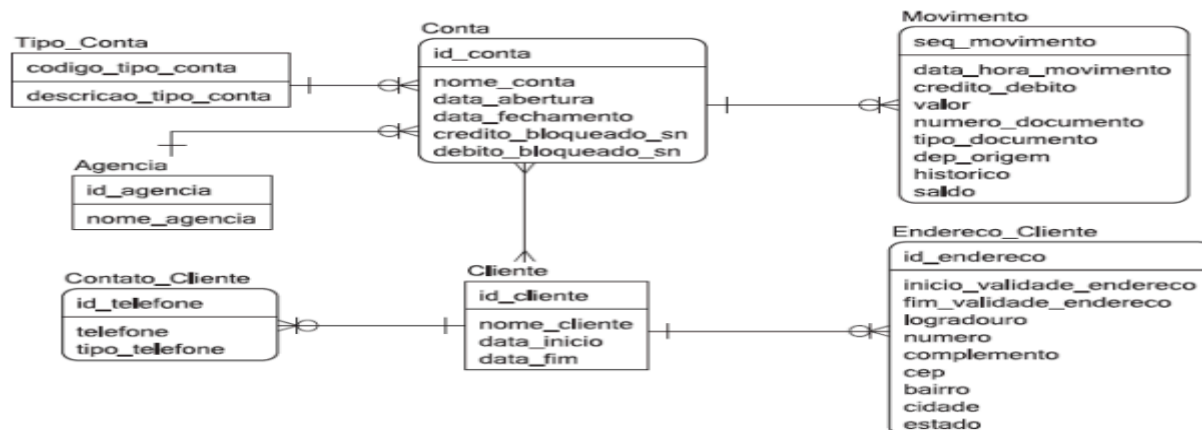 Tipo_Conta
codigo_tipo_conta
descricao_tipo_conta
Conta
id_conta
nome_conta
data_abertura
data_fechamento
credito_bloqueado_sn
debito_bloqueado_sn
Movimento
seq_movimento
data_hora_movimento
credito_debito
valor
numero_documento
tipo_documento
dep_origem
historico
saldo
Agencia
id_agencia
nome_agencia
Contato_Cliente
id_telefone
telefone
tipo_telefone
Cliente
id_cliente
nome_cliente
data_inicio
data_fim
Endereco_Cliente
id_endereco
inicio_validade_endereco
fim_validade_endereco
logradouro
numero
complemento
cep
bairro
cidade
estado